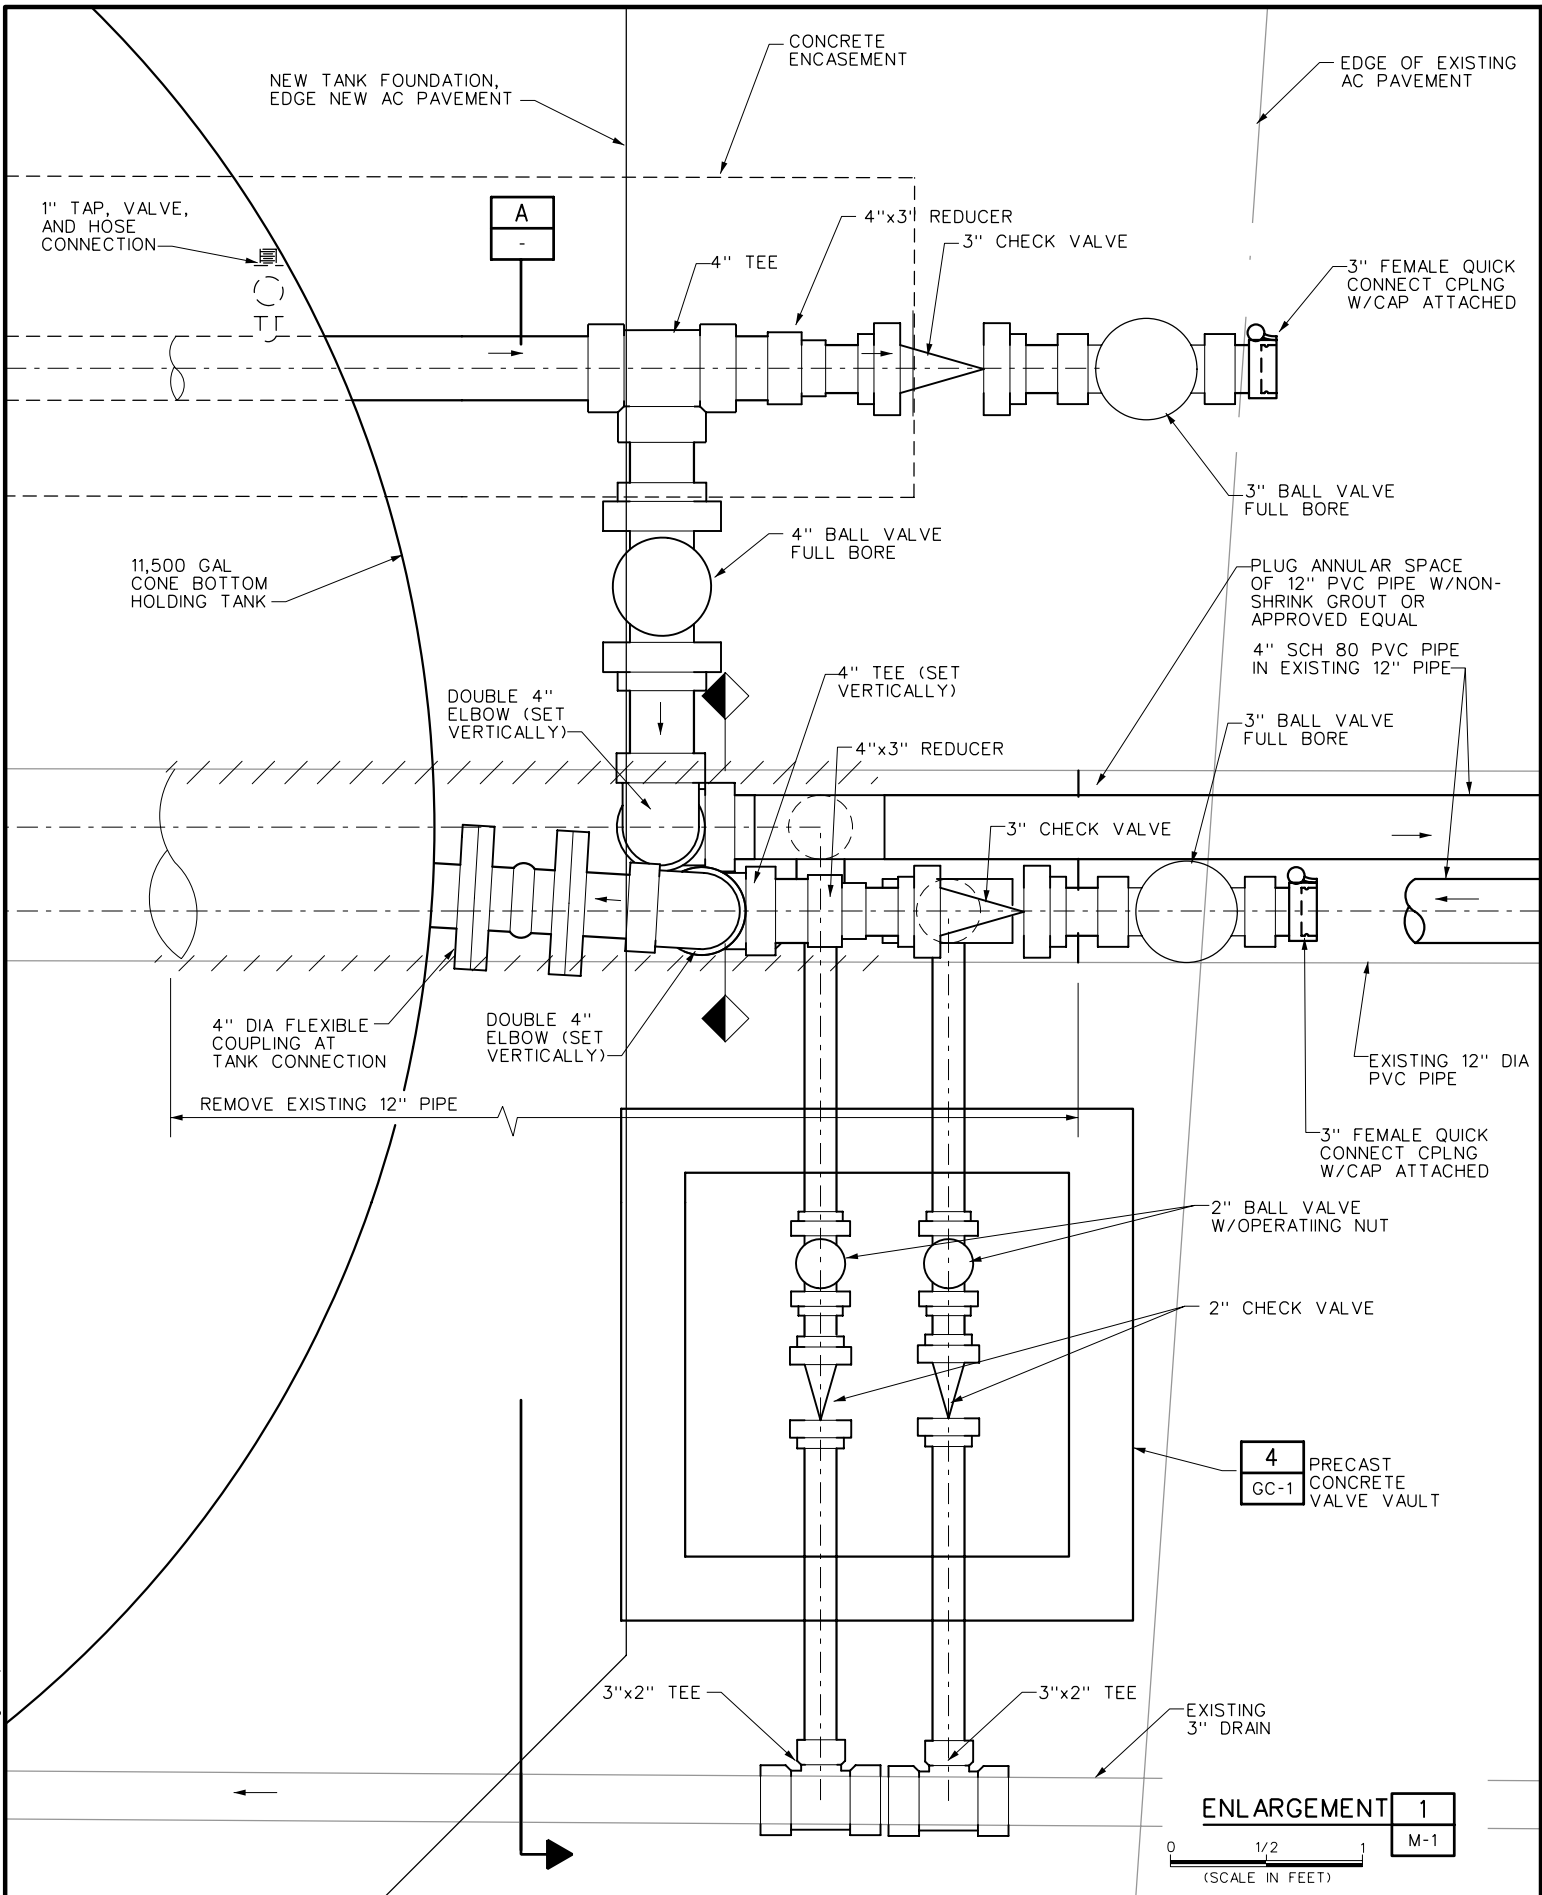 CONCRETE
ENCASEMENT
NEW TANK FOUNDATION,
EDGE NEW AC PAVEMENT
EDGE OF EXISTING
AC PAVEMENT
1" TAP, VALVE,
AND HOSE
CONNECTION
A
-
4"x3" REDUCER
3" CHECK VALVE
4" TEE
3" FEMALE QUICK
CONNECT CPLNG
W/CAP ATTACHED
3" BALL VALVE
FULL BORE
4" BALL VALVE
FULL BORE
11,500 GAL
CONE BOTTOM
HOLDING TANK
PLUG ANNULAR SPACE
OF 12" PVC PIPE W/NON-
SHRINK GROUT OR
APPROVED EQUAL
4" SCH 80 PVC PIPE
IN EXISTING 12" PIPE
4" TEE (SET
VERTICALLY)
DOUBLE 4"
ELBOW (SET
VERTICALLY)
3" BALL VALVE
FULL BORE
4"x3" REDUCER
3" CHECK VALVE
4" DIA FLEXIBLE
COUPLING AT
TANK CONNECTION
DOUBLE 4"
ELBOW (SET
VERTICALLY)
EXISTING 12" DIA
PVC PIPE
REMOVE EXISTING 12" PIPE
3" FEMALE QUICK
CONNECT CPLNG
W/CAP ATTACHED
2" BALL VALVE
W/OPERATIING NUT
2" CHECK VALVE
4
GC-1
PRECAST
CONCRETE
VALVE VAULT
3"x2" TEE
3"x2" TEE
EXISTING
3" DRAIN
ENLARGEMENT
1
M-1
0 1/2 1
(SCALE IN FEET)